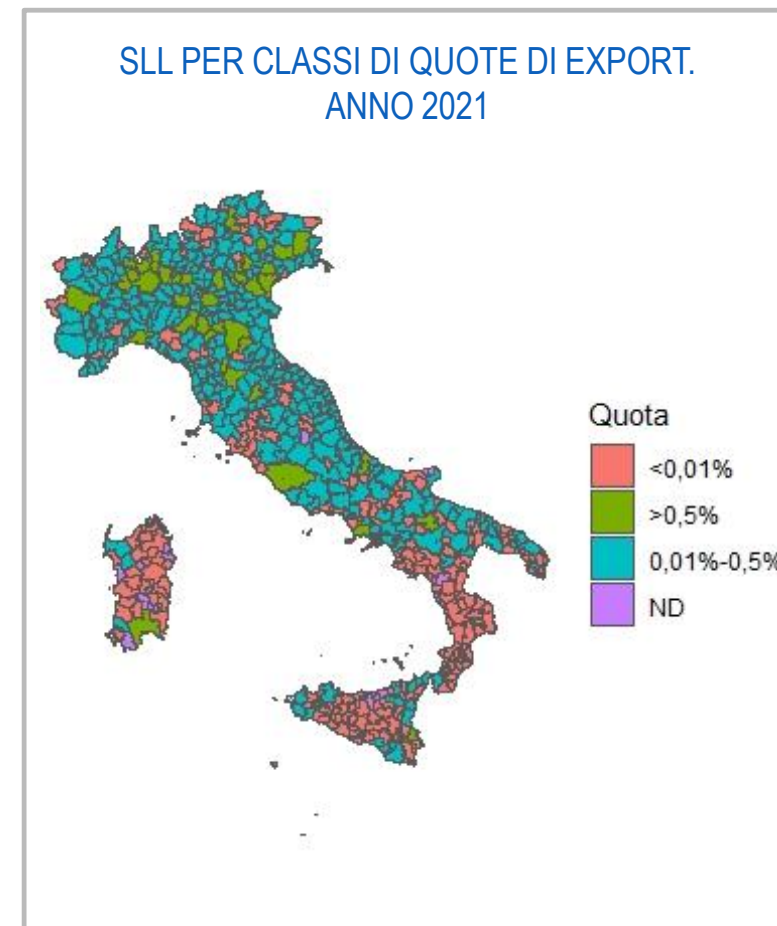 SLL PER CLASSI DI QUOTE DI EXPORT.
ANNO 2021
Quota
<0,01%
>0,5%
0,01%-0,5%
ND